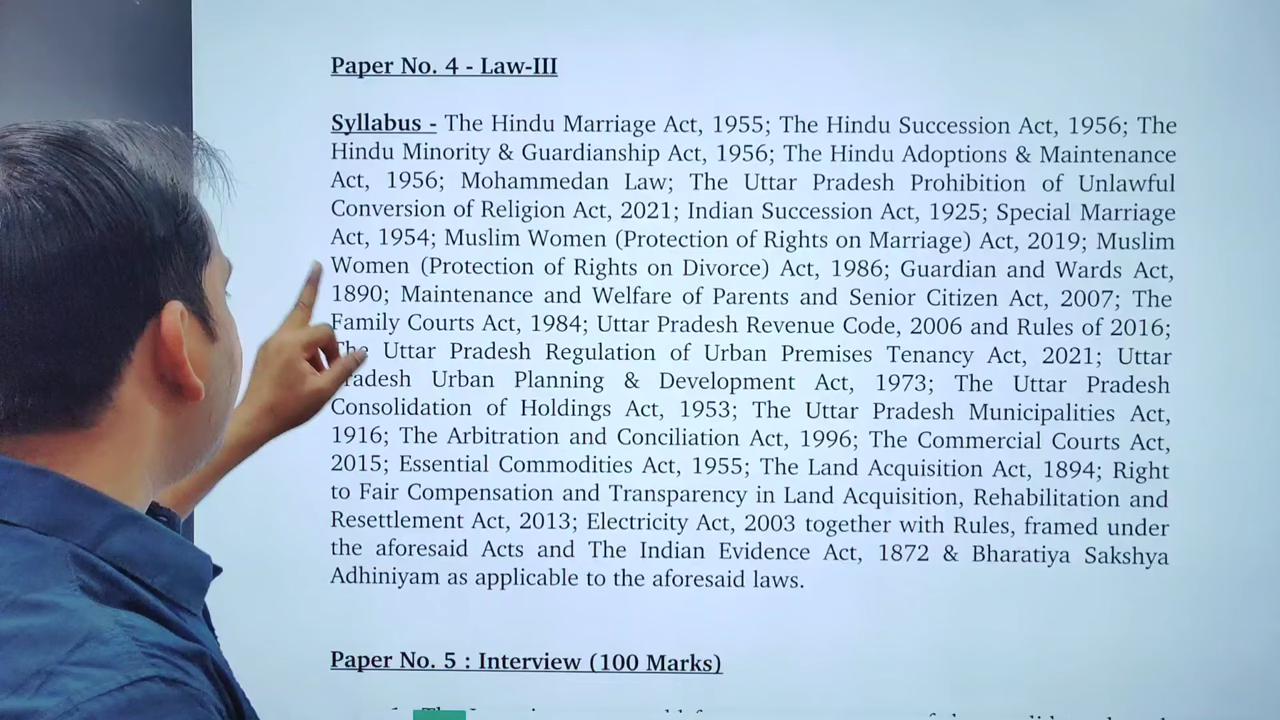 Paper No. 4 - Law-III
Syllabus - The Hindu Marriage Act, 1955; The Hindu Succession Act, 1956; The
Hindu Minority & Guardianship Act, 1956; The Hindu Adoptions & Maintenance
Act, 1956; Mohammedan Law; The Uttar Pradesh Prohibition of Unlawful
Conversion of Religion Act, 2021; Indian Succession Act, 1925; Special Marriage
Act, 1954; Muslim Women (Protection of Rights on Marriage) Act, 2019; Muslim
Women (Protection of Rights on Divorce) Act, 1986; Guardian and Wards Act,
1890; Maintenance and Welfare of Parents and Senior Citizen Act, 2007; The
Family Courts Act, 1984; Uttar Pradesh Revenue Code, 2006 and Rules of 2016;
The Uttar Pradesh Regulation of Urban Premises Tenancy Act, 2021; Uttar
Pradesh Urban Planning & Development Act, 1973; The Uttar Pradesh
Consolidation of Holdings Act, 1953; The Uttar Pradesh Municipalities Act,
1916; The Arbitration and Conciliation Act, 1996; The Commercial Courts Act,
2015; Essential Commodities Act, 1955; The Land Acquisition Act, 1894; Right
to Fair Compensation and Transparency in Land Acquisition, Rehabilitation and
Resettlement Act, 2013; Electricity Act, 2003 together with Rules, framed under
the aforesaid Acts and The Indian Evidence Act, 1872 & Bharatiya Sakshya
Adhiniyam as applicable to the aforesaid laws.
Paper No. 5 : Interview (100 Marks)